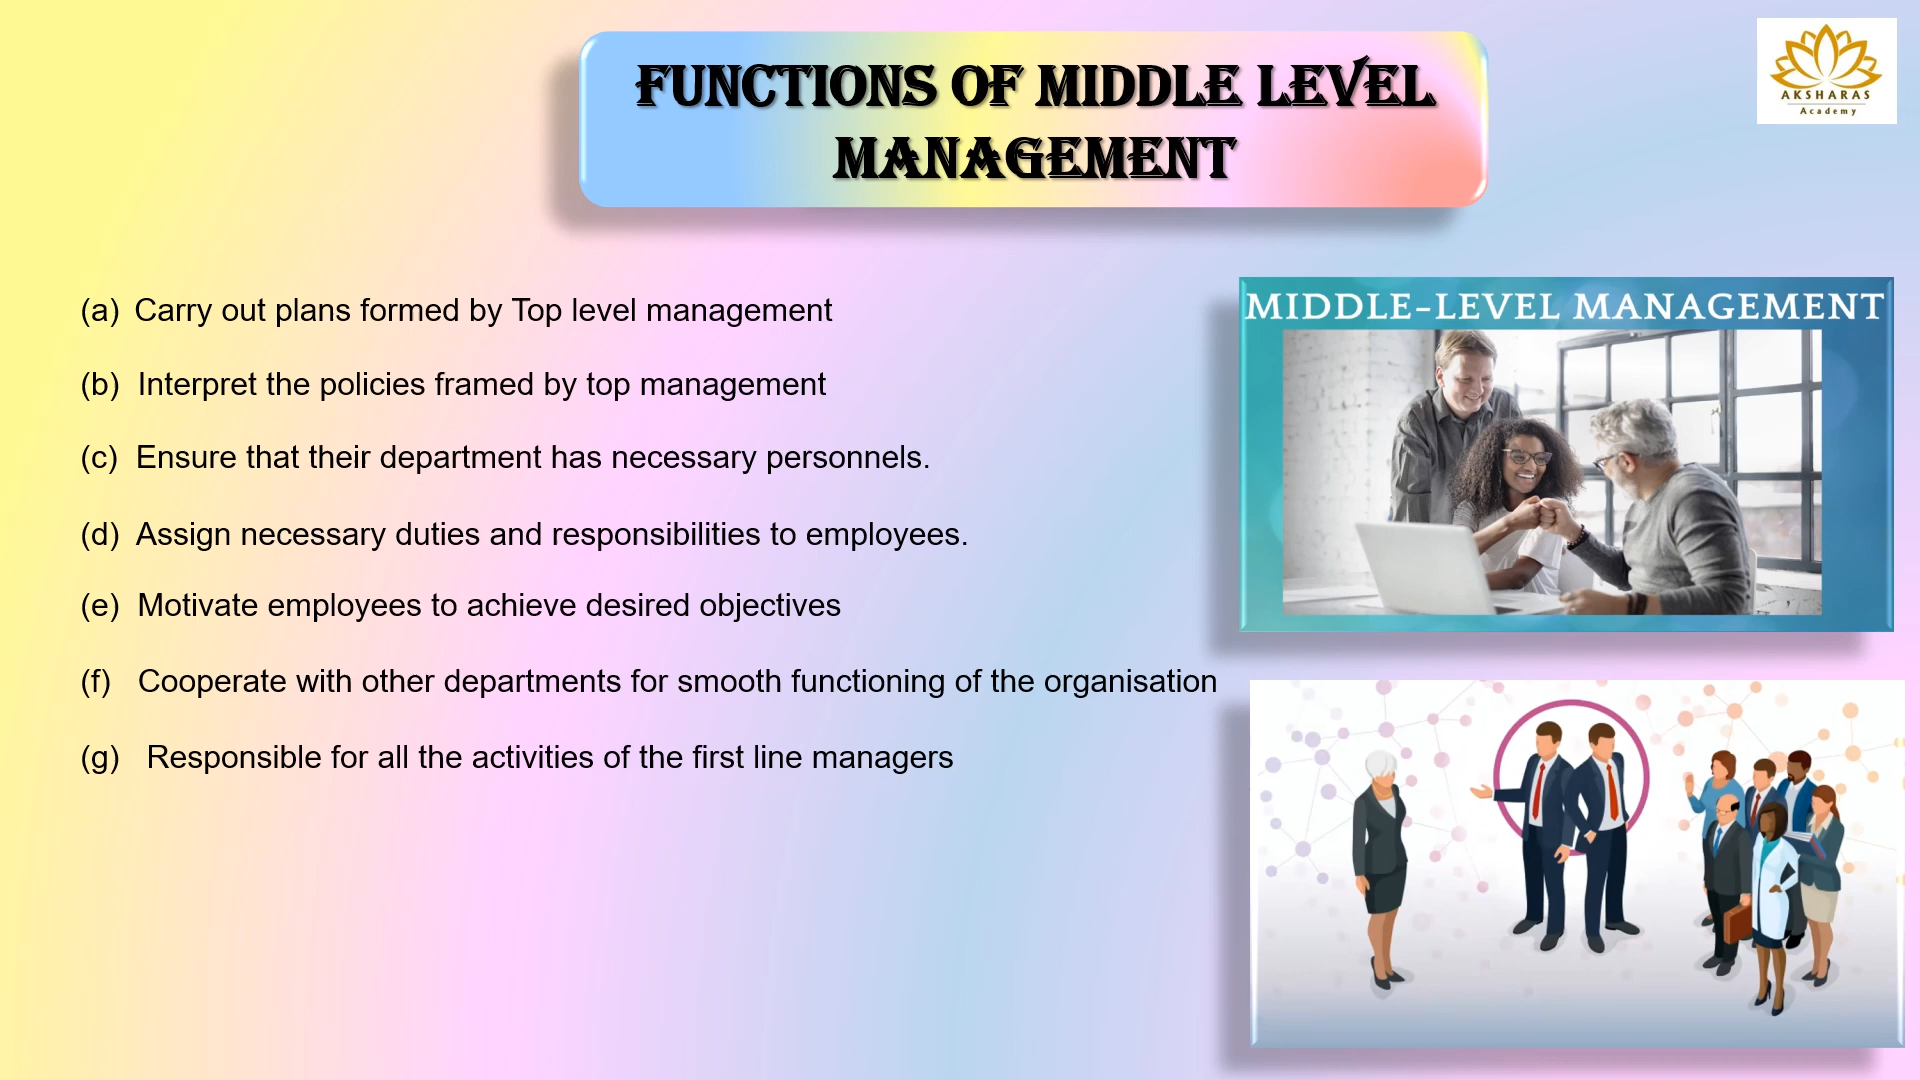 FUNCTIONS OF MIDDLE LEVEL
MANAGEMENT
AKSHARAS
Academy
(a) Carry out plans formed by Top level management
(b) Interpret the policies framed by top management
(c) Ensure that their department has necessary personnels.
(d) Assign necessary duties and responsibilities to employees.
(e) Motivate employees to achieve desired objectives
(f) Cooperate with other departments for smooth functioning of the organisation
(g) Responsible for all the activities of the first line managers
MIDDLE-LEVEL MANAGEMENT